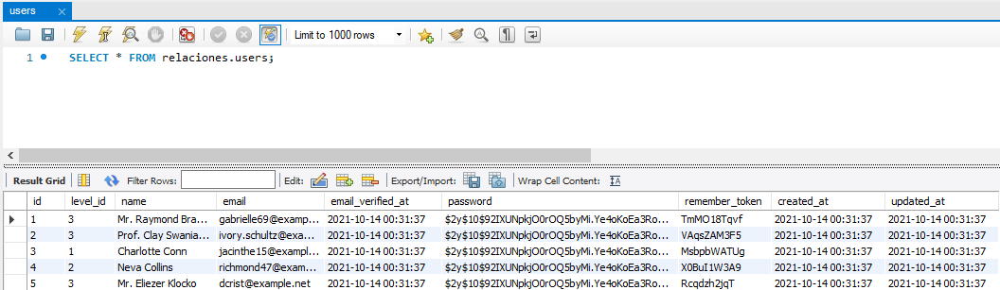 users
Limit to 1000 rows
1 SELECT * FROM relaciones.users;
Result Grid Filter Rows: Edit: Export/Import: Wrap Cell Content:
id level_id name email email_verified_at password remember_token created_at updated_at
1 3 Mr. Raymond Bra... gabrielle69@exampl... 2021-10-14 00:31:37 $2y$10$92IXUNpkjO0rOQ5byMi.Ye4oKoEa3Ro... TmMO18Tqvf 2021-10-14 00:31:37 2021-10-14 00:31:37
2 3 Prof. Clay Swania... ivory.schultz@exa... 2021-10-14 00:31:37 $2y$10$92IXUNpkjO0rOQ5byMi.Ye4oKoEa3Ro... VAqsZAM3F5 2021-10-14 00:31:37 2021-10-14 00:31:37
3 1 Charlotte Conn jacinthe15@exampl... 2021-10-14 00:31:37 $2y$10$92IXUNpkjO0rOQ5byMi.Ye4oKoEa3Ro... MsbpbWATUg 2021-10-14 00:31:37 2021-10-14 00:31:37
4 2 Neva Collins richmond47@exam... 2021-10-14 00:31:37 $2y$10$92IXUNpkjO0rOQ5byMi.Ye4oKoEa3Ro... X0BuI1W3A9 2021-10-14 00:31:37 2021-10-14 00:31:37
5 3 Mr. Eliezer Klocko dcrist@example.net 2021-10-14 00:31:37 $2y$10$92IXUNpkjO0rOQ5byMi.Ye4oKoEa3Ro... Rcqdzh2jqT 2021-10-14 00:31:37 2021-10-14 00:31:37